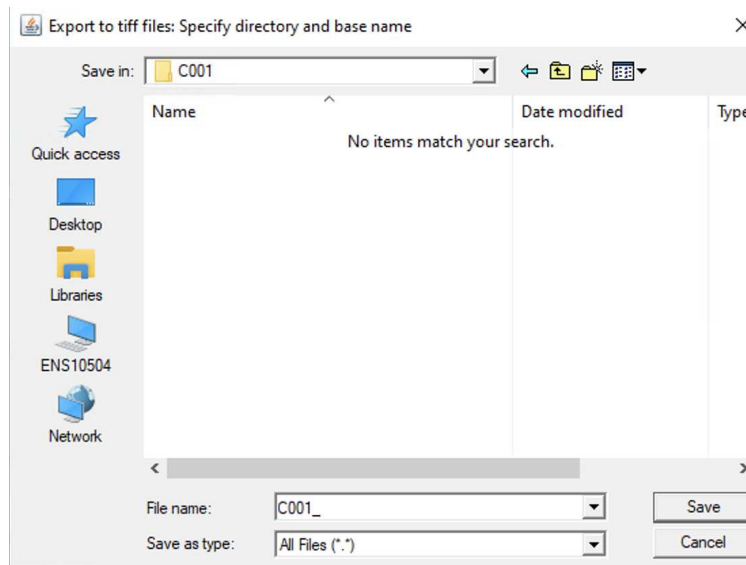 Export to tiff files: Specify directory and base name
Save in:
C001
Name
Date modified
Type
No items match your search.
Quick access
Desktop
Libraries
ENS10504
Network
File name:
C001_
Save
Save as type:
All Files (*.*)
Cancel